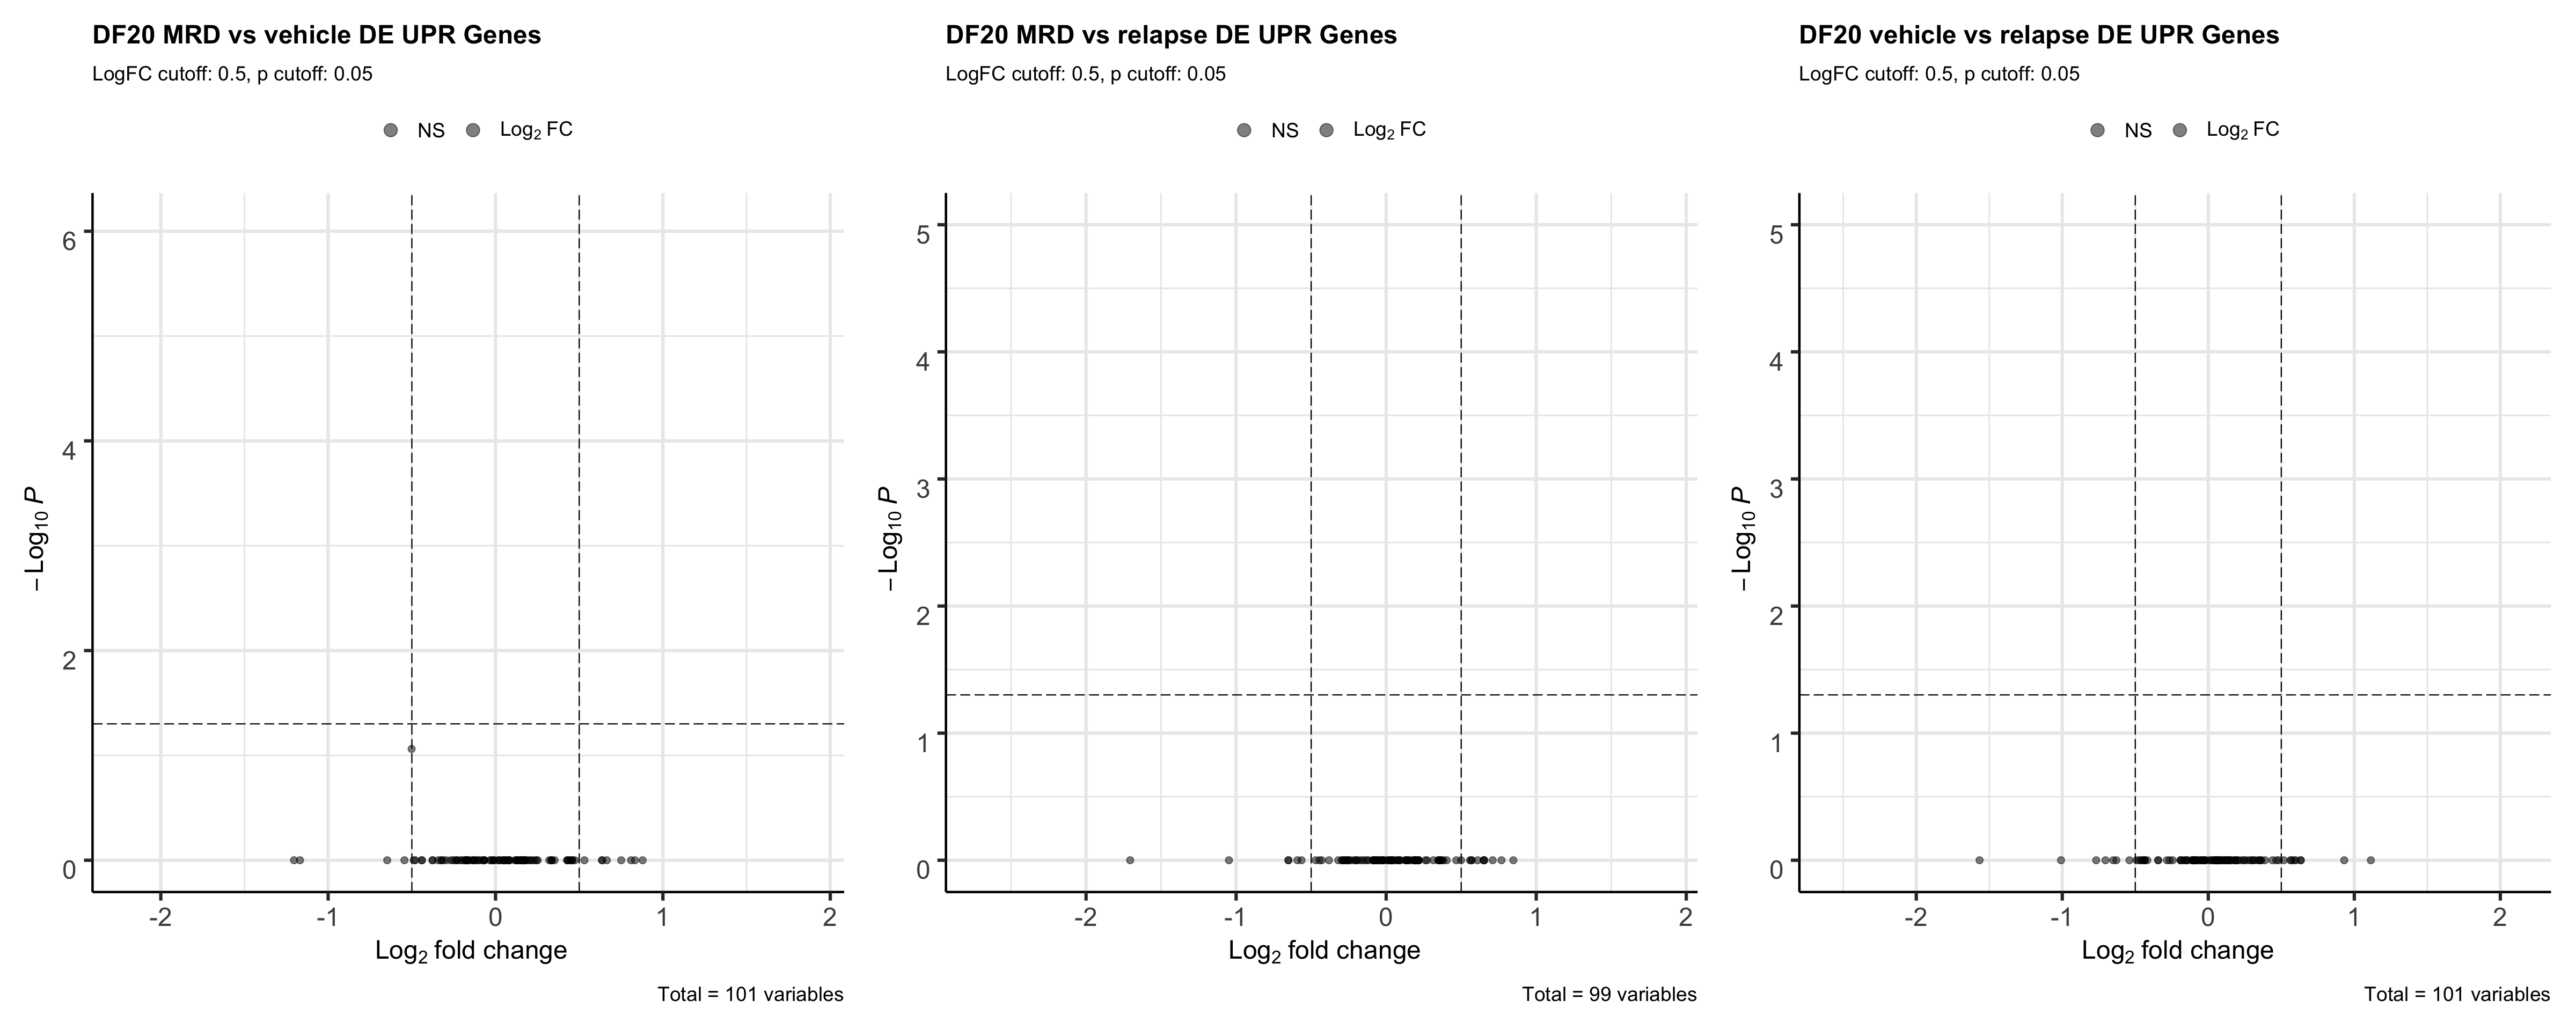 DF20 MRD vs vehicle DE UPR Genes
LogFC cutoff: 0.5, p cutoff: 0.05
NS Log2 FC
6
4
2
0
−Log10 P
-2 -1 0 1 2
Log2 fold change
Total = 101 variables
DF20 MRD vs relapse DE UPR Genes
LogFC cutoff: 0.5, p cutoff: 0.05
NS Log2 FC
5
4
3
2
1
0
−Log10 P
-2 -1 0 1 2
Log2 fold change
Total = 99 variables
DF20 vehicle vs relapse DE UPR Genes
LogFC cutoff: 0.5, p cutoff: 0.05
NS Log2 FC
5
4
3
2
1
0
−Log10 P
-2 -1 0 1 2
Log2 fold change
Total = 101 variables